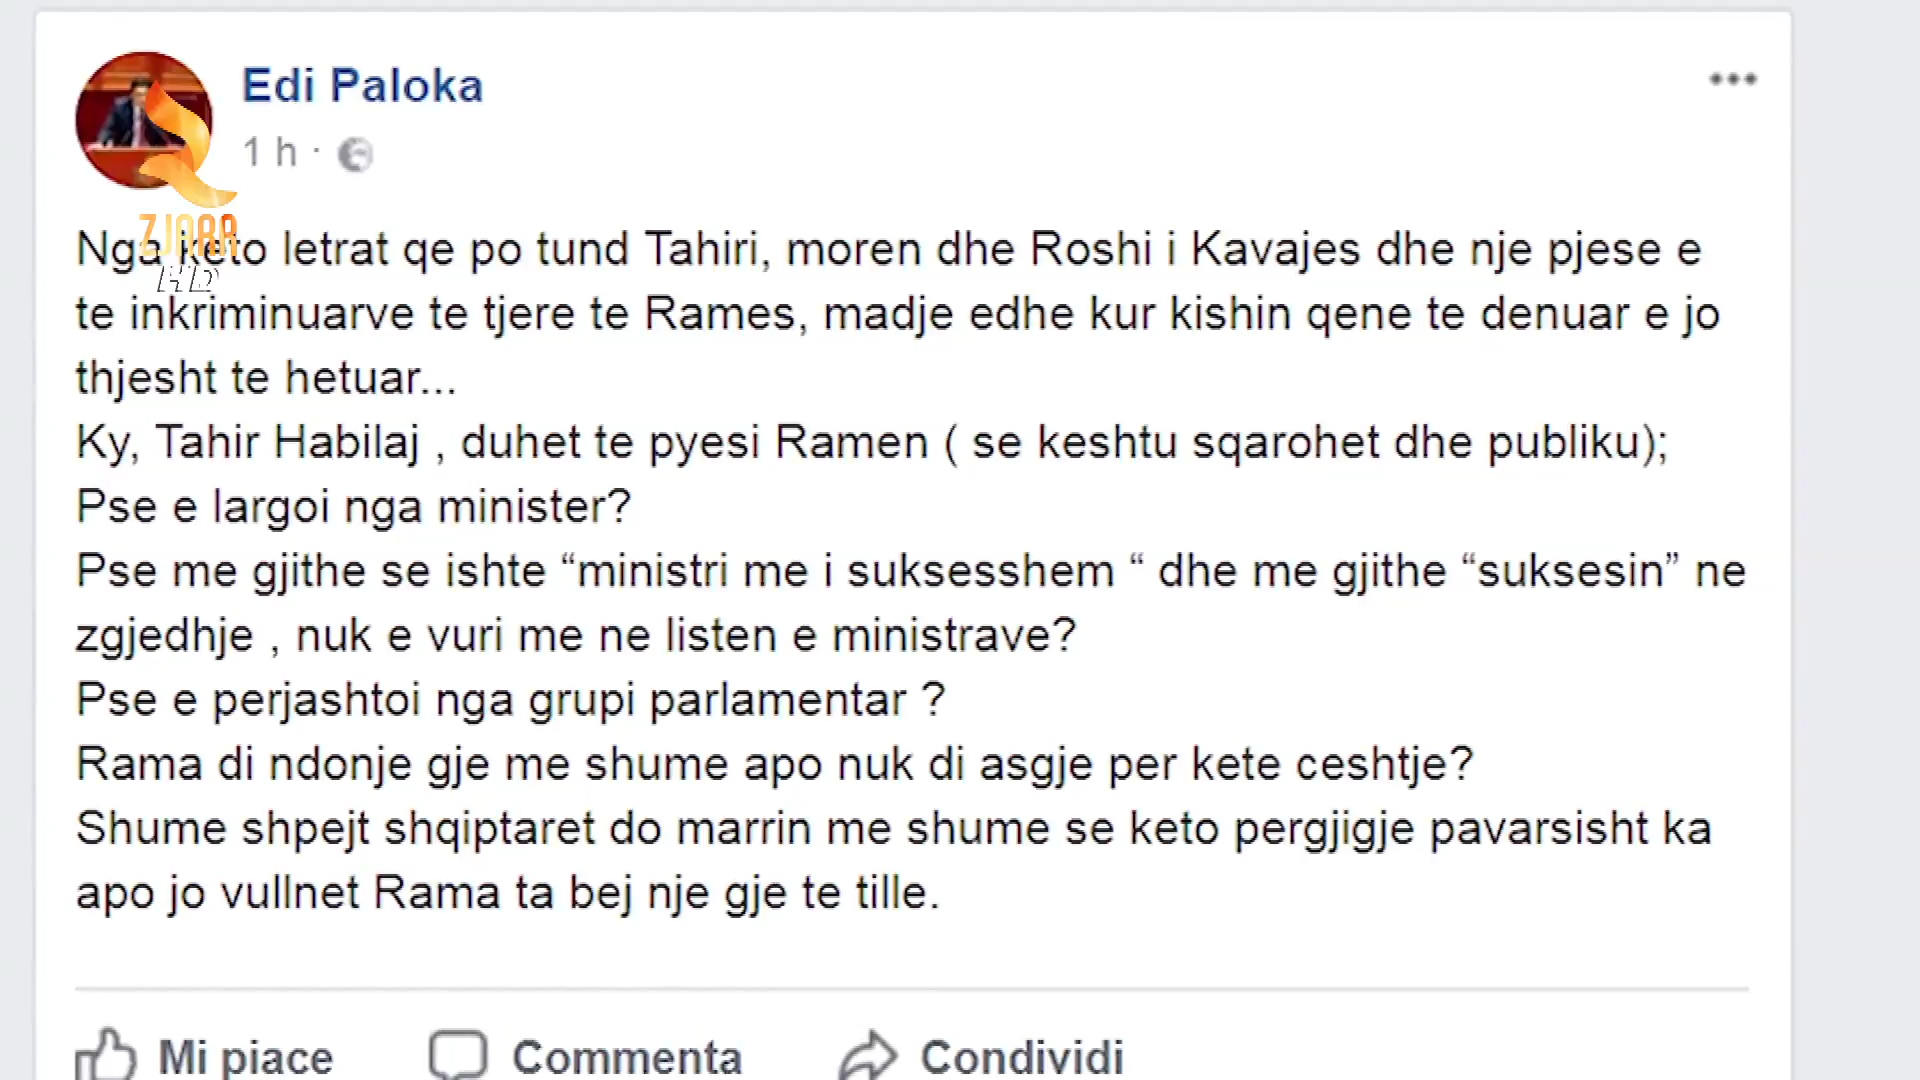 Edi Paloka
1 h ·
Nga keto letrat qe po tund Tahiri, moren dhe Roshi i Kavajes dhe nje pjese e
te inkriminuarve te tjere te Rames, madje edhe kur kishin qene te denuar e jo
thjesht te hetuar...
Ky, Tahir Habilaj , duhet te pyesi Ramen ( se keshtu sqarohet dhe publiku);
Pse e largoi nga minister?
Pse me gjithe se ishte “ministri me i suksesshem “ dhe me gjithe “suksesin” ne
zgjedhje , nuk e vuri me ne listen e ministrave?
Pse e perjashtoi nga grupi parlamentar ?
Rama di ndonje gje me shume apo nuk di asgje per kete ceshtje?
Shume shpejt shqiptaret do marrin me shume se keto pergjigje pavarsisht ka
apo jo vullnet Rama ta bej nje gje te tille.
Mi piace Commenta Condividi
ZJARR
HD